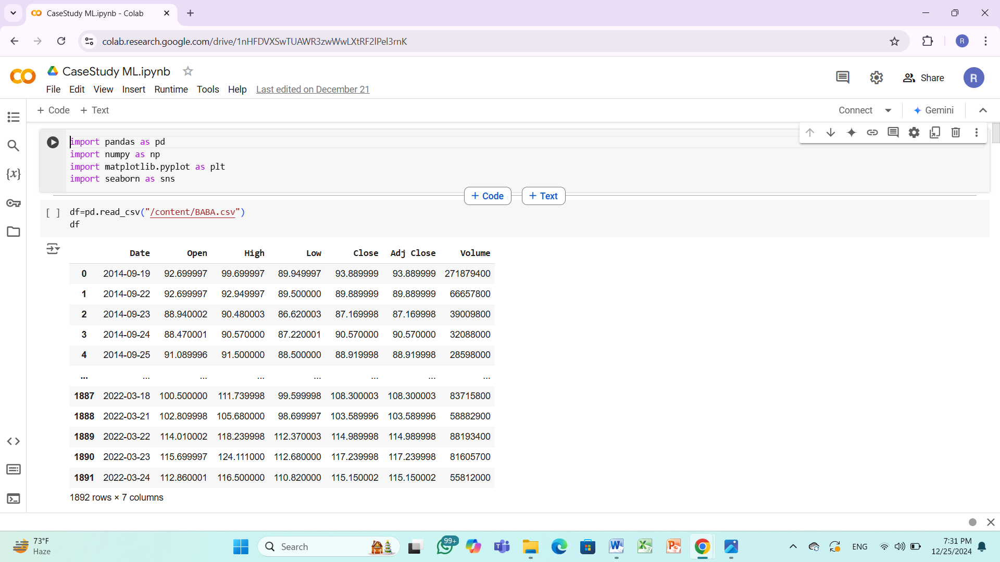 CaseStudy ML.ipynb - Colab
colab.research.google.com/drive/1nHFDVXSwTUAWR3zwWwLXtRF2lPel3rnK
R
CaseStudy ML.ipynb
File Edit View Insert Runtime Tools Help Last edited on December 21
Share
R
+ Code + Text
Connect
Gemini
import pandas as pd
import numpy as np
import matplotlib.pyplot as plt
import seaborn as sns
+ Code + Text
[ ] df=pd.read_csv("/content/BABA.csv")
df
Date Open High Low Close Adj Close Volume
0 2014-09-19 92.699997 99.699997 89.949997 93.889999 93.889999 271879400
1 2014-09-22 92.699997 92.949997 89.500000 89.889999 89.889999 66657800
2 2014-09-23 88.940002 90.480003 86.620003 87.169998 87.169998 39009800
3 2014-09-24 88.470001 90.570000 87.220001 90.570000 90.570000 32088000
4 2014-09-25 91.089996 91.500000 88.500000 88.919998 88.919998 28598000
... ... ... ... ... ... ... ...
1887 2022-03-18 100.500000 111.739998 99.599998 108.300003 108.300003 83715800
1888 2022-03-21 102.809998 105.680000 98.699997 103.589996 103.589996 58882900
1889 2022-03-22 114.010002 118.239998 112.370003 114.989998 114.989998 88193400
1890 2022-03-23 115.699997 124.111000 112.680000 117.239998 117.239998 81605700
1891 2022-03-24 112.860001 116.500000 110.820000 115.150002 115.150002 55812000
1892 rows × 7 columns
73°F
Haze
Search
99+
ENG
7:31 PM
12/25/2024